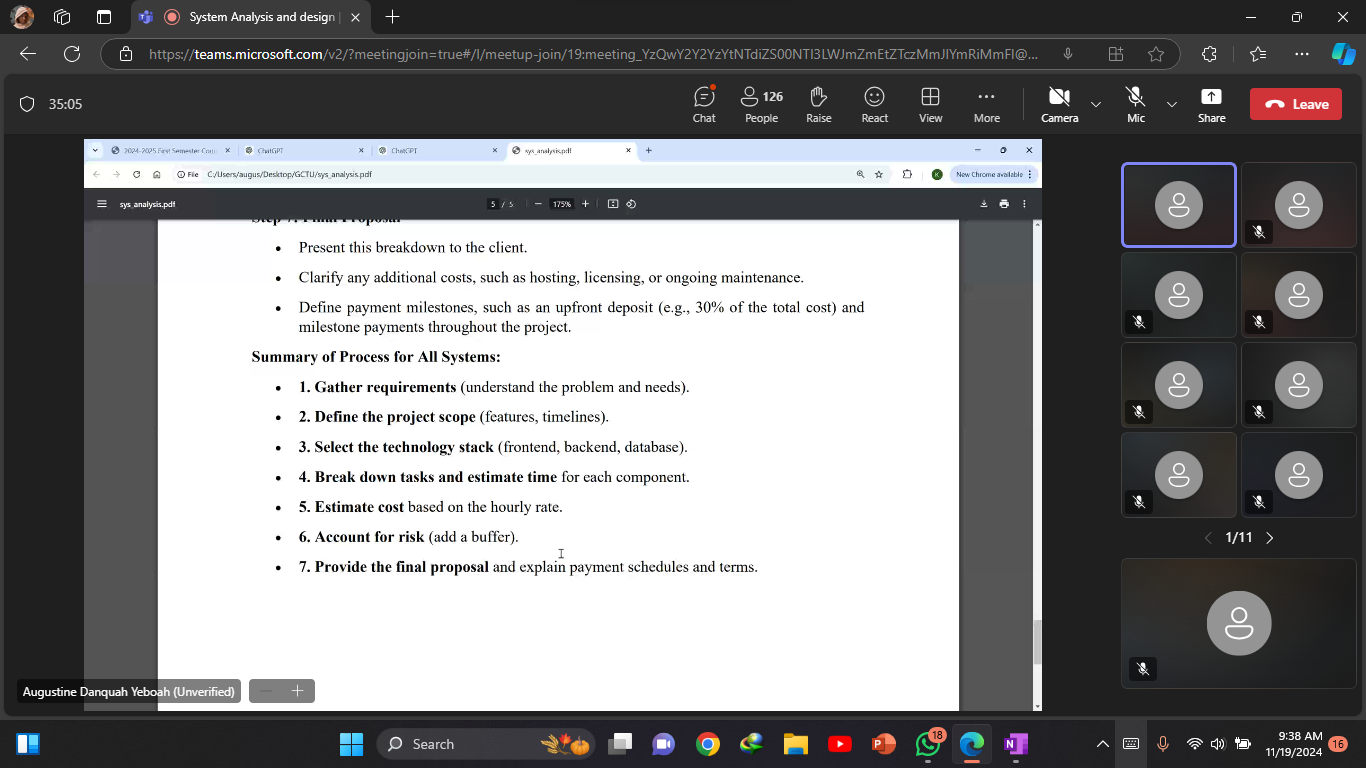 System Analysis and design |
https://teams.microsoft.com/v2/?meetingjoin=true#/l/meetup-join/19:meeting_YzQwY2Y2YzYtNTdiZS00NTI3LWJmZmEtZTczMmJlYmRiMmFl@...
35:05
Chat
126
People
Raise
React
View
More
Camera
Mic
Share
Leave
2024-2025 First Semester Cour
ChatGPT
ChatGPT
sys_analysis.pdf
File C:/Users/augus/Desktop/GCTU/sys_analysis.pdf
K
New Chrome available
sys_analysis.pdf
5 / 5
175%
Step 7: Final Proposal
• Present this breakdown to the client.
• Clarify any additional costs, such as hosting, licensing, or ongoing maintenance.
• Define payment milestones, such as an upfront deposit (e.g., 30% of the total cost) and
milestone payments throughout the project.
Summary of Process for All Systems:
• 1. Gather requirements (understand the problem and needs).
• 2. Define the project scope (features, timelines).
• 3. Select the technology stack (frontend, backend, database).
• 4. Break down tasks and estimate time for each component.
• 5. Estimate cost based on the hourly rate.
• 6. Account for risk (add a buffer).
• 7. Provide the final proposal and explain payment schedules and terms.
1/11
Augustine Danquah Yeboah (Unverified)
Search
18
9:38 AM
11/19/2024
16